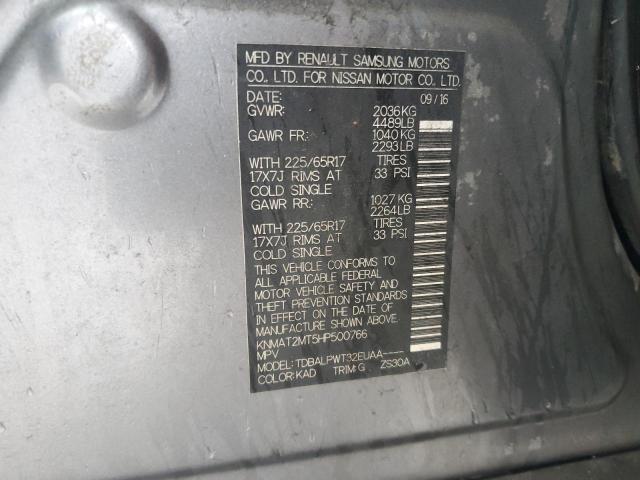 MFD BY RENAULT SAMSUNG MOTORS
CO., LTD. FOR NISSAN MOTOR CO., LTD.
DATE: 09/16
GVWR: 2036KG
4489LB
GAWR FR: 1040KG
2293LB
WITH 225/65R17 TIRES
17X7J RIMS AT 33 PSI
COLD SINGLE
GAWR RR: 1027 KG
2264LB
WITH 225/65R17 TIRES
17X7J RIMS AT 33 PSI
COLD SINGLE
THIS VEHICLE CONFORMS TO
ALL APPLICABLE FEDERAL
MOTOR VEHICLE SAFETY AND
THEFT PREVENTION STANDARDS
IN EFFECT ON THE DATE OF
MANUFACTURE SHOWN ABOVE.
KNMAT2MT5HP500766
MPV
MODEL: TDBALPWT32EUAA----
COLOR:KAD TRIM:G ZS30A